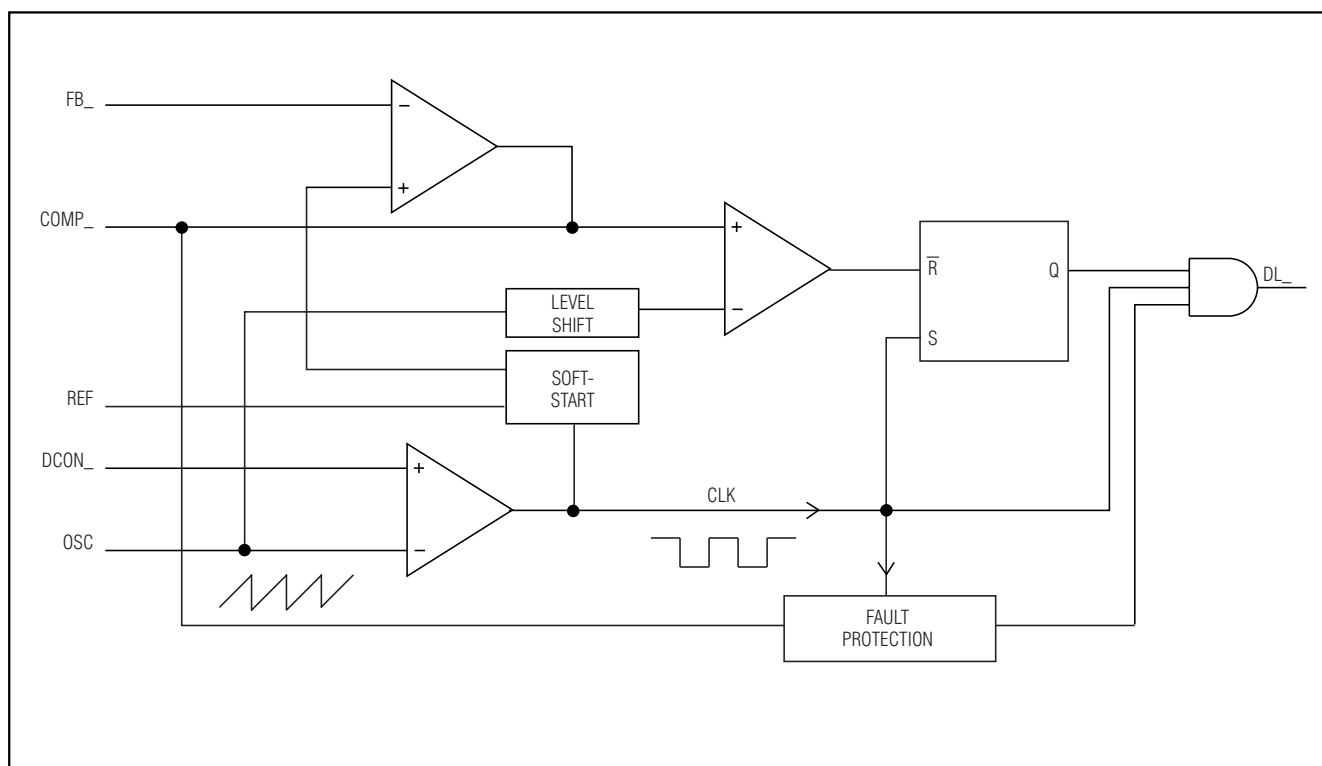 FB_
−
+
COMP_
+
−
LEVEL
SHIFT
R̅
Q
S
DL_
SOFT-
START
REF
DCON_
+
−
OSC
CLK
FAULT
PROTECTION